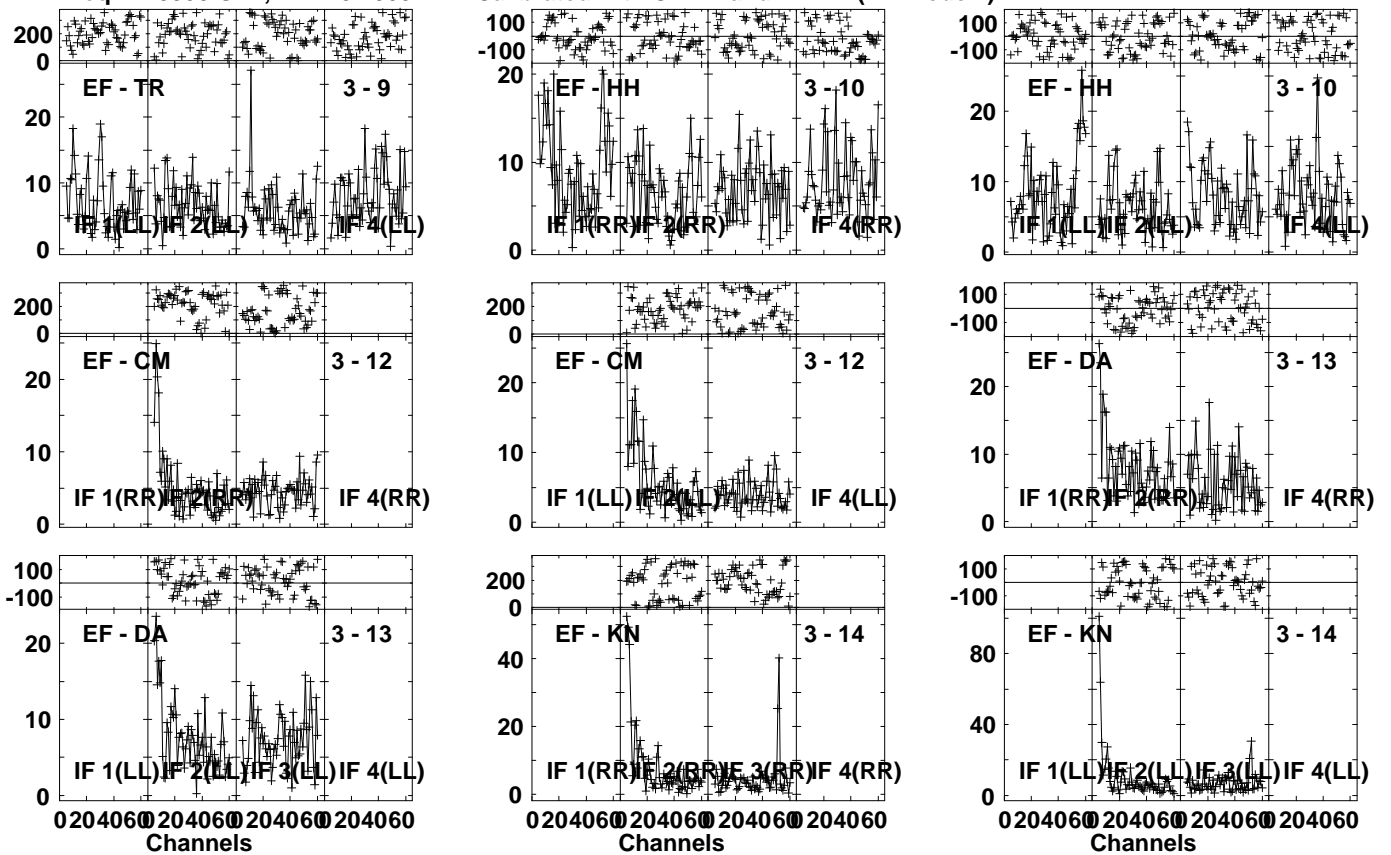 200
0
100
-100
100
-100
EF - TR 3 - 9
20
10
0
IF 1(LL) IF 2(LL) IF 4(LL)
EF - HH 3 - 10
20
10
0
IF 1(RR) IF 2(RR) IF 4(RR)
EF - HH 3 - 10
20
10
0
IF 1(LL) IF 2(LL) IF 4(LL)
200
0
200
0
100
-100
EF - CM 3 - 12
20
10
0
IF 1(RR) IF 2(RR) IF 4(RR)
EF - CM 3 - 12
20
10
0
IF 1(LL) IF 2(LL) IF 4(LL)
EF - DA 3 - 13
20
10
0
IF 1(RR) IF 2(RR) IF 4(RR)
100
-100
200
0
100
-100
EF - DA 3 - 13
20
10
0
IF 1(LL) IF 2(LL) IF 3(LL) IF 4(LL)
EF - KN 3 - 14
40
20
0
IF 1(RR) IF 2(RR) IF 3(RR) IF 4(RR)
EF - KN 3 - 14
80
40
0
IF 1(LL) IF 2(LL) IF 3(LL) IF 4(LL)
0 20 40 60 0 20 40 60 0 20 40 60 0 20 40 60
0 20 40 60 0 20 40 60 0 20 40 60 0 20 40 60
0 20 40 60 0 20 40 60 0 20 40 60 0 20 40 60
Channels
Channels
Channels